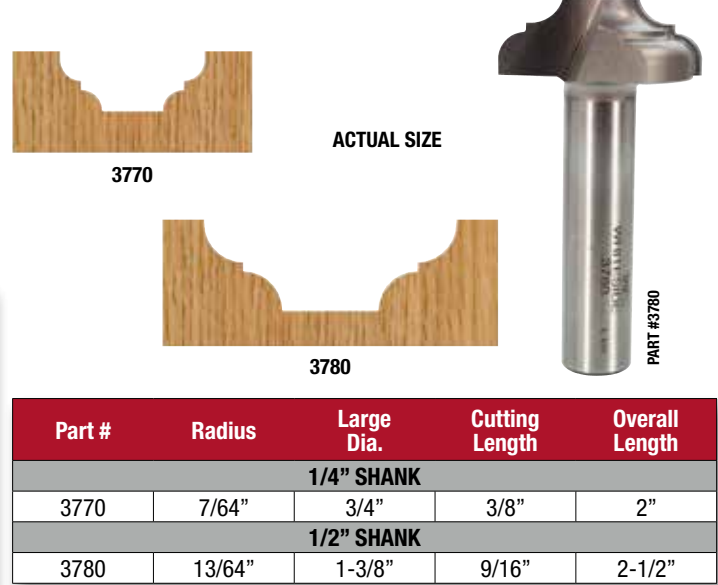 3770
ACTUAL SIZE
3780
PART #3780
Part # Radius Large Dia. Cutting Length Overall Length
1/4” SHANK
3770 7/64” 3/4” 3/8” 2”
1/2” SHANK
3780 13/64” 1-3/8” 9/16” 2-1/2”